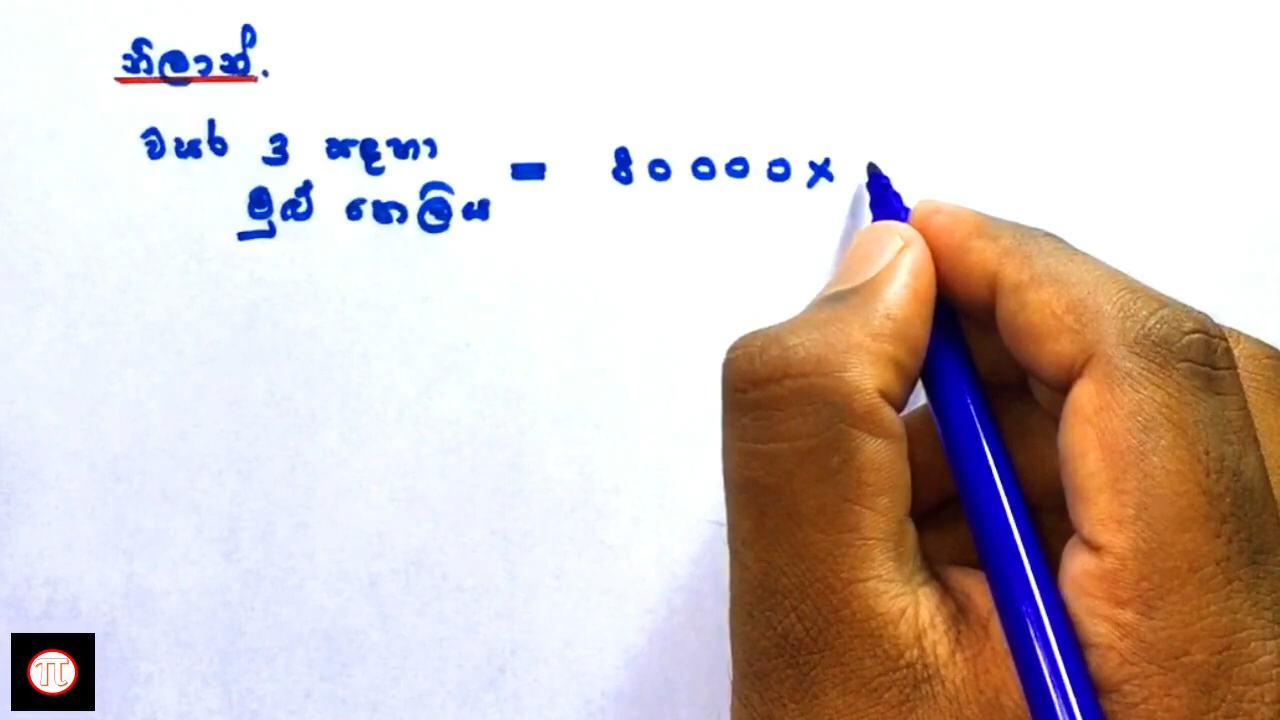 නිලාන්.
වසර 3 සඳහා
මුළු පොලිය = 80000 ×
π